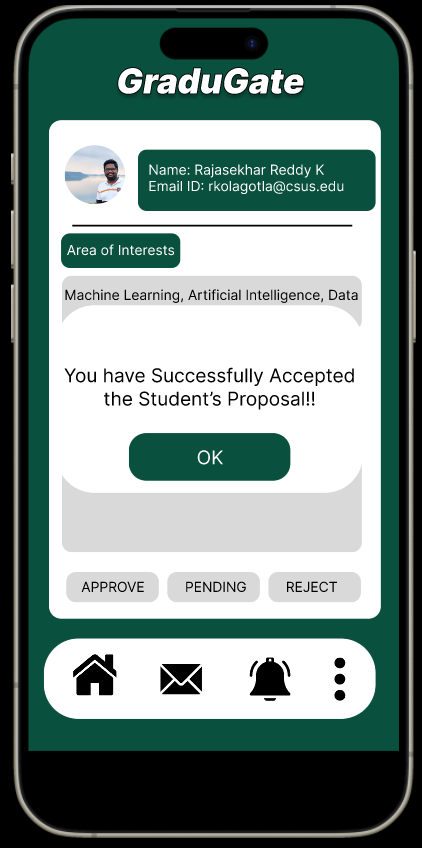 GraduGate
Name: Rajasekhar Reddy K
Email ID: rkolagotla@csus.edu
Area of Interests
Machine Learning, Artificial Intelligence, Data
You have Successfully Accepted
the Student’s Proposal!!
OK
APPROVE
PENDING
REJECT